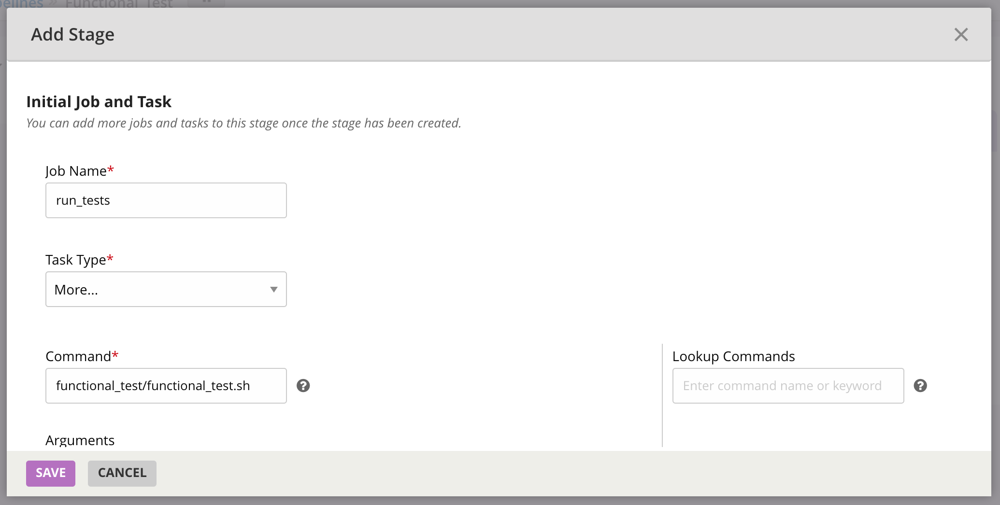 Functional Test
Add Stage
Initial Job and Task
You can add more jobs and tasks to this stage once the stage has been created.
Job Name*
run_tests
Task Type*
More...
Command*
functional_test/functional_test.sh
Lookup Commands
Enter command name or keyword
Arguments
SAVE
CANCEL